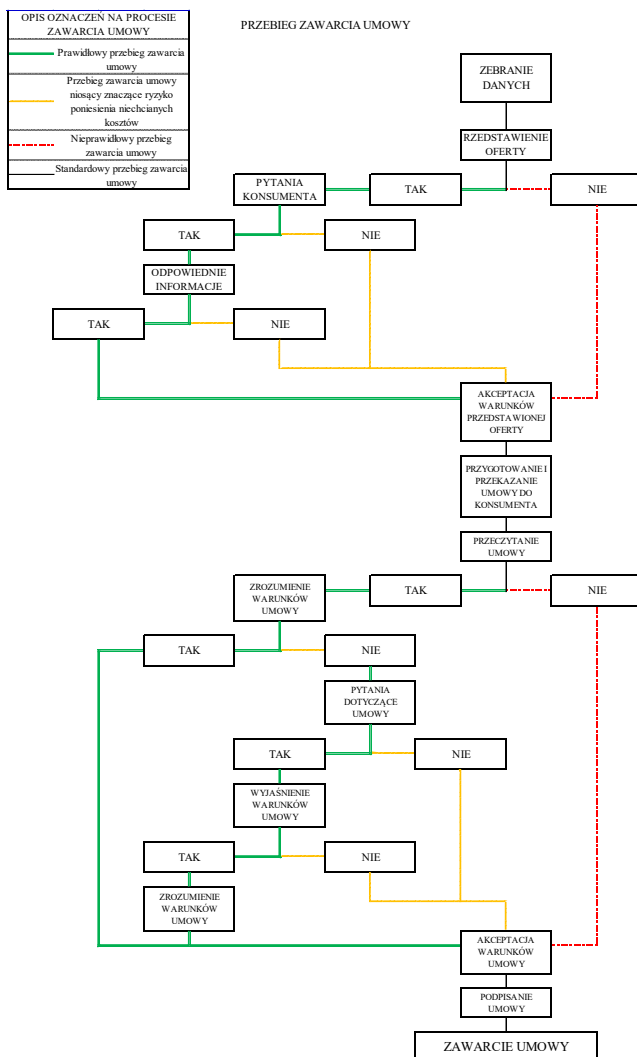 OPIS OZNACZEŃ NA PROCESIE
ZAWARCIA UMOWY
Prawidłowy przebieg zawarcia
umowy
Przebieg zawarcia umowy
niosący znaczące ryzyko
poniesienia niechcianych
kosztów
Nieprawidłowy przebieg
zawarcia umowy
Standardowy przebieg zawarcia
umowy
PRZEBIEG ZAWARCIA UMOWY
ZEBRANIE
DANYCH
RZEDSTAWIENIE
OFERTY
PYTANIA
KONSUMENTA
TAK
NIE
TAK
NIE
ODPOWIEDNIE
INFORMACJE
TAK
NIE
AKCEPTACJA
WARUNKÓW
PRZEDSTAWIONEJ
OFERTY
PRZYGOTOWANIE I
PRZEKAZANIE
UMOWY DO
KONSUMENTA
PRZECZYTANIE
UMOWY
ZROZUMIENIE
WARUNKÓW
UMOWY
TAK
NIE
TAK
NIE
PYTANIA
DOTYCZĄCE
UMOWY
TAK
NIE
WYJAŚNIENIE
WARUNKÓW
UMOWY
TAK
NIE
ZROZUMIENIE
WARUNKÓW
UMOWY
AKCEPTACJA
WARUNKÓW
UMOWY
PODPISANIE
UMOWY
ZAWARCIE UMOWY